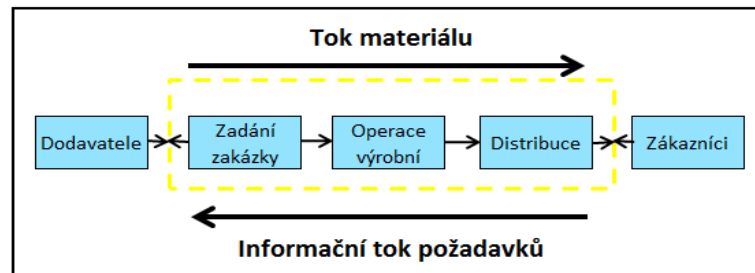 Tok materiálu
Dodavatele
Zadání
zakázky
Operace
výrobní
Distribuce
Zákazníci
Informační tok požadavků